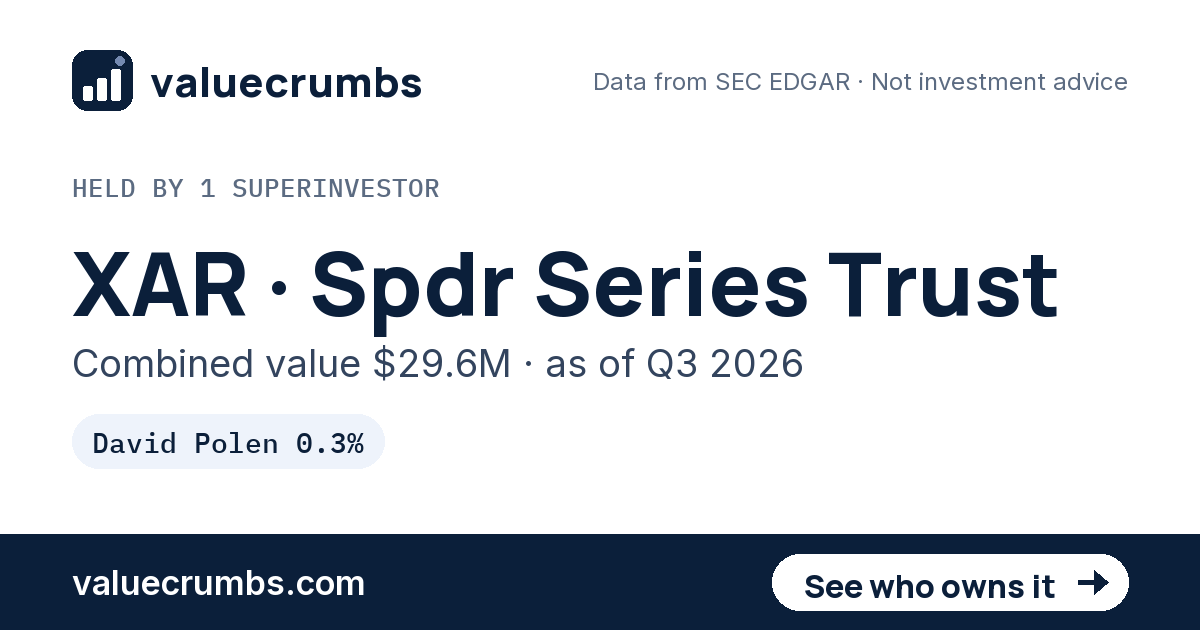 valuecrumbs
Data from SEC EDGAR · Not investment advice
HELD BY 1 SUPERINVESTOR
XAR · Spdr Series Trust
Combined value $29.6M · as of Q3 2026
David Polen 0.3%
valuecrumbs.com
See who owns it →